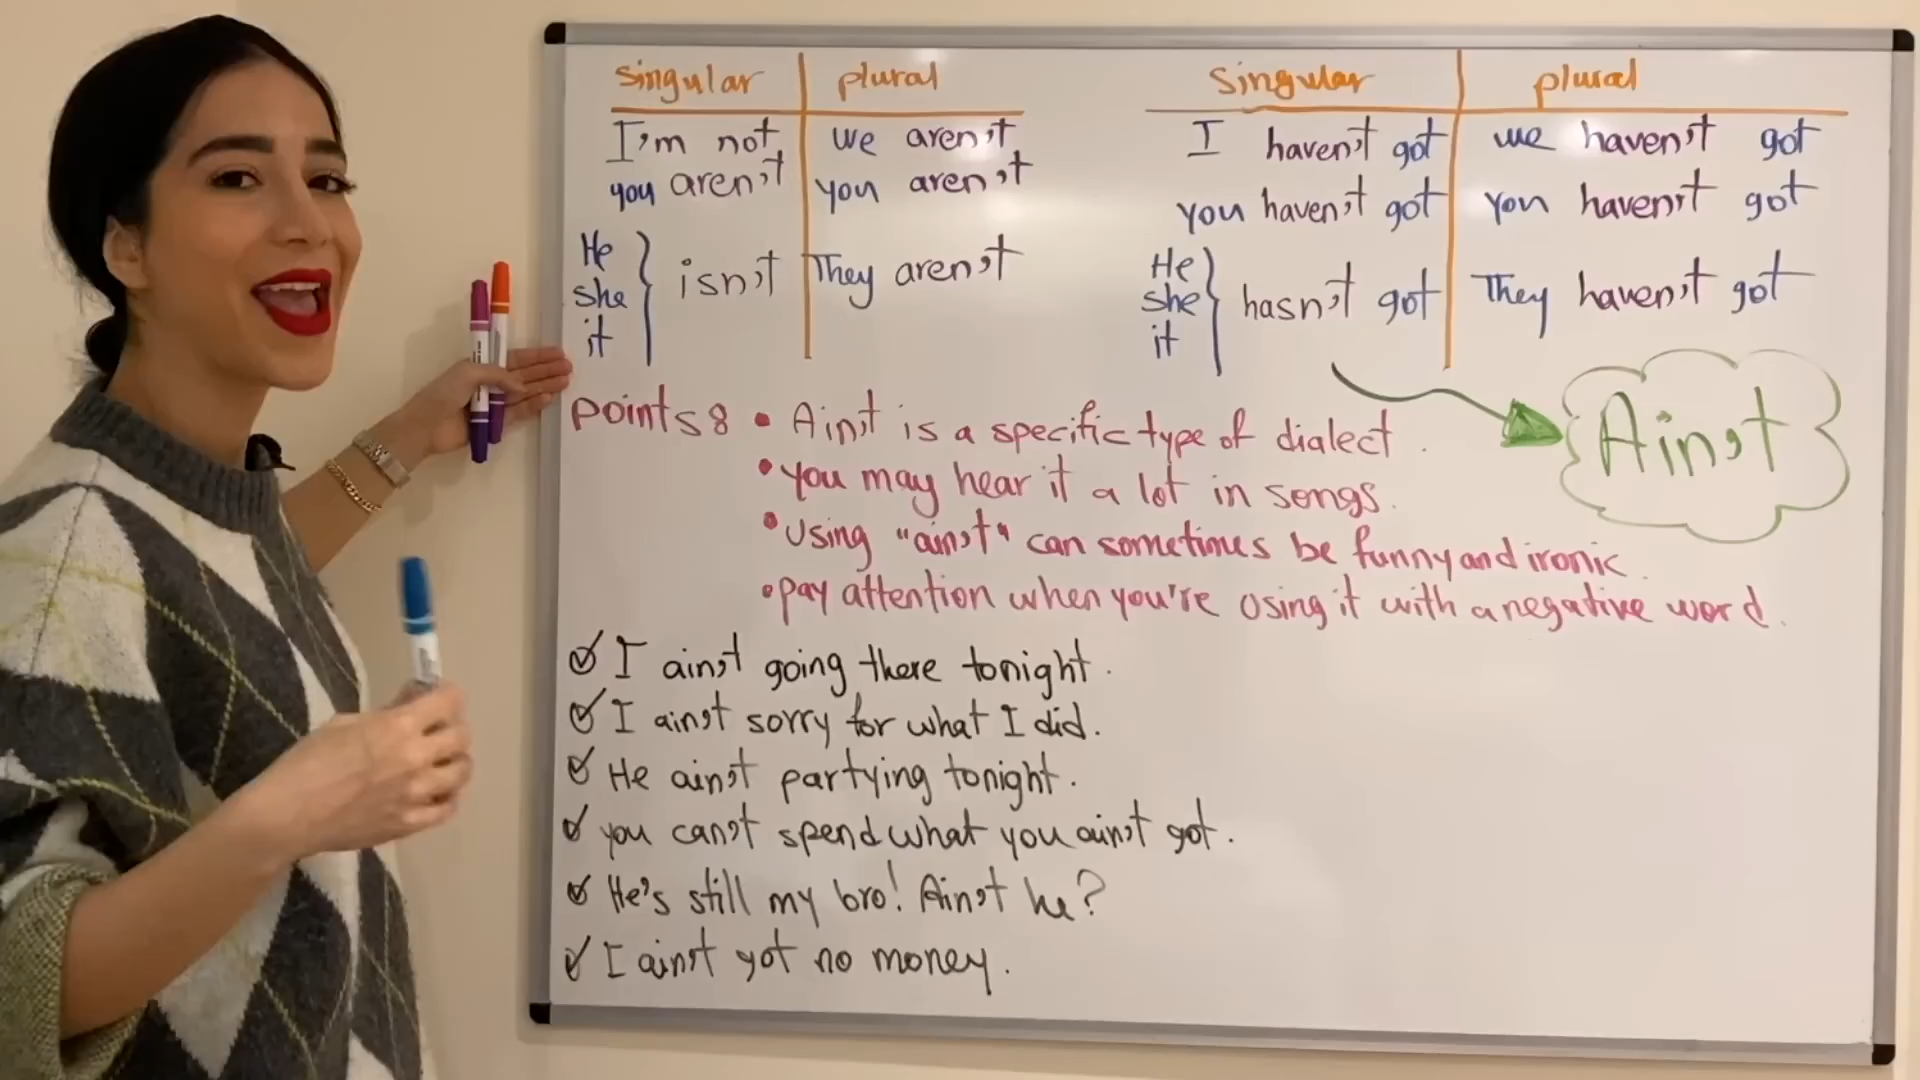 singular plural
I'm not we aren't
you aren't you aren't
He
she
it
isn't They aren't
singular plural
I haven't got we haven't got
you haven't got you haven't got
He
she
it
hasn't got They haven't got
Ain't
points: • Ain't is a specific type of dialect.
• you may hear it a lot in songs.
• Using "ain't" can sometimes be funny and ironic.
• pay attention when you're using it with a negative word.
I ain't going there tonight.
I ain't sorry for what I did.
He ain't partying tonight.
you can't spend what you ain't got.
He's still my bro! Ain't he?
I ain't got no money.